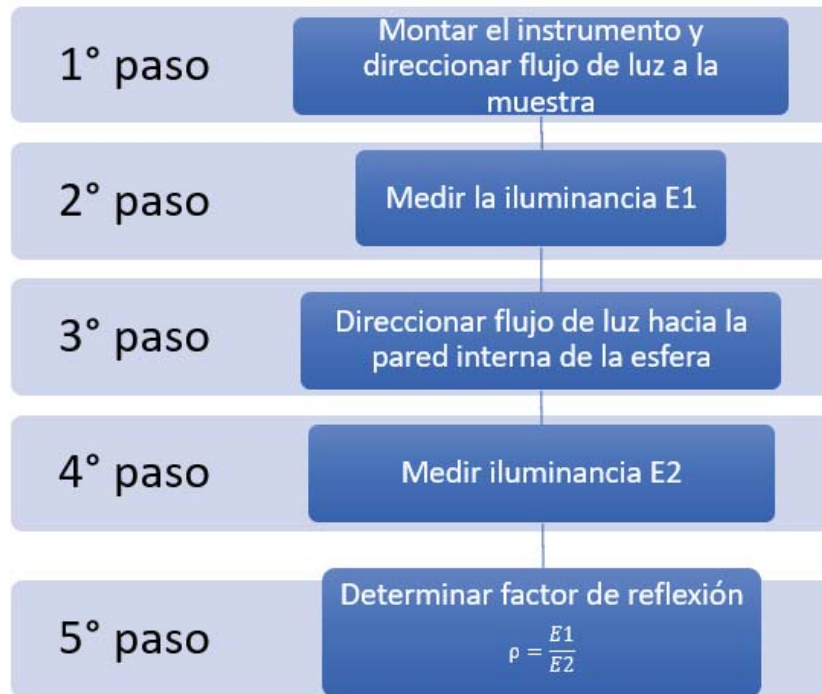 1° paso
Montar el instrumento y
direccionar flujo de luz a la
muestra
2° paso
Medir la iluminancia E1
3° paso
Direccionar flujo de luz hacia la
pared interna de la esfera
4° paso
Medir iluminancia E2
5° paso
Determinar factor de reflexión
ρ = E1/E2